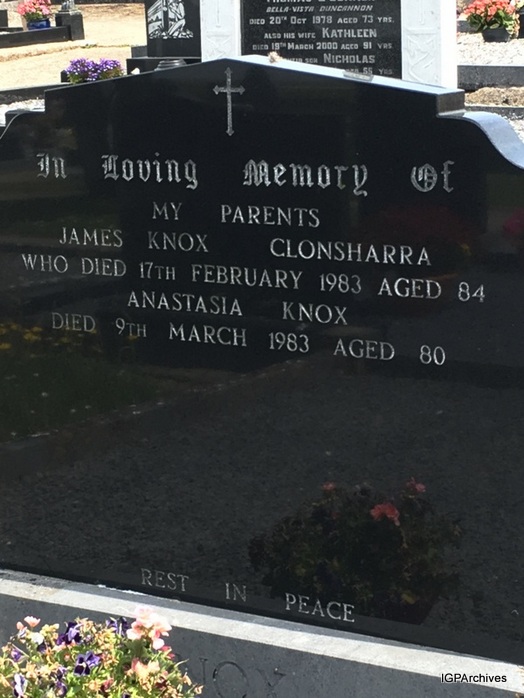 BELLA-VISTA, DUNCANNON
DIED 20TH OCT 1978 AGED 73 YRS.
ALSO HIS WIFE KATHLEEN
DIED 19TH MARCH 2000 AGED 91 YRS.
SON NICHOLAS
In Loving Memory Of
MY PARENTS
JAMES KNOX CLONSHARRA
WHO DIED 17TH FEBRUARY 1983 AGED 84
ANASTASIA KNOX
DIED 9TH MARCH 1983 AGED 80
REST IN PEACE
IGPArchives